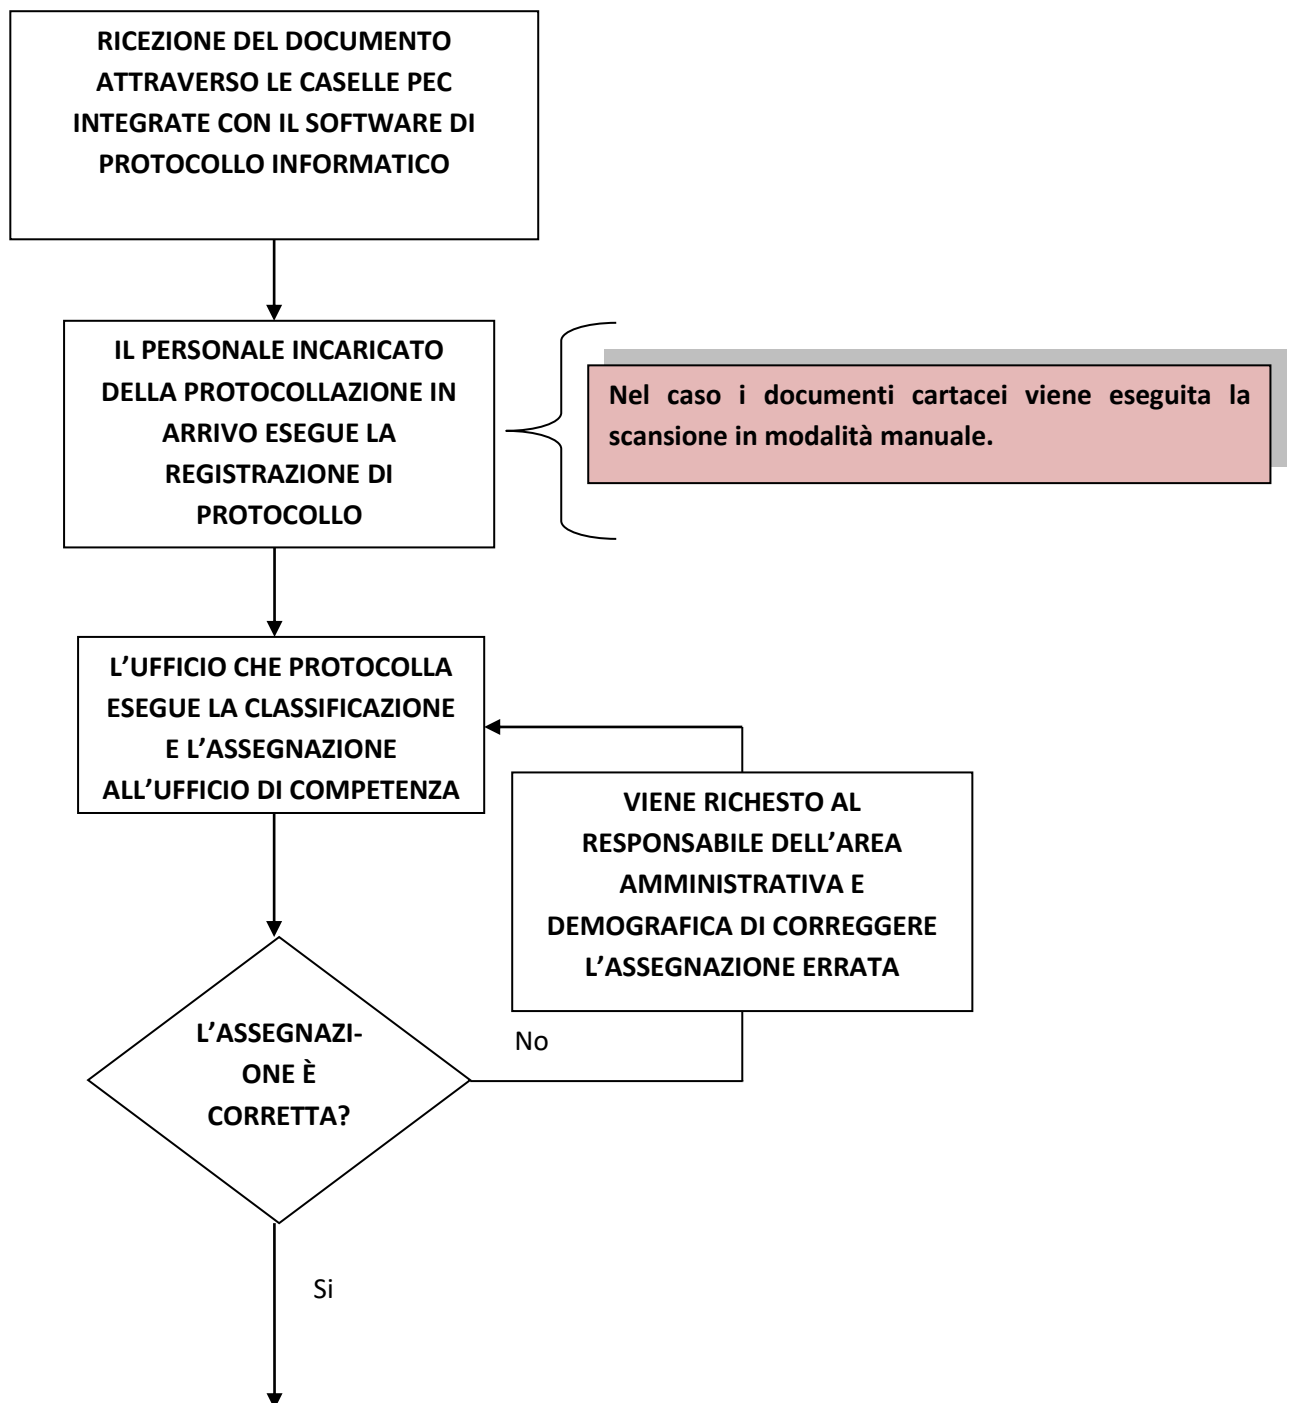 RICEZIONE DEL DOCUMENTO
ATTRAVERSO LE CASELLE PEC
INTEGRATE CON IL SOFTWARE DI
PROTOCOLLO INFORMATICO
IL PERSONALE INCARICATO
DELLA PROTOCOLLAZIONE IN
ARRIVO ESEGUE LA
REGISTRAZIONE DI
PROTOCOLLO
Nel caso i documenti cartacei viene eseguita la
scansione in modalità manuale.
L’UFFICIO CHE PROTOCOLLA
ESEGUE LA CLASSIFICAZIONE
E L’ASSEGNAZIONE
ALL’UFFICIO DI COMPETENZA
VIENE RICHESTO AL
RESPONSABILE DELL’AREA
AMMINISTRATIVA E
DEMOGRAFICA DI CORREGGERE
L’ASSEGNAZIONE ERRATA
L’ASSEGNAZI-
ONE È
CORRETTA?
No
Si